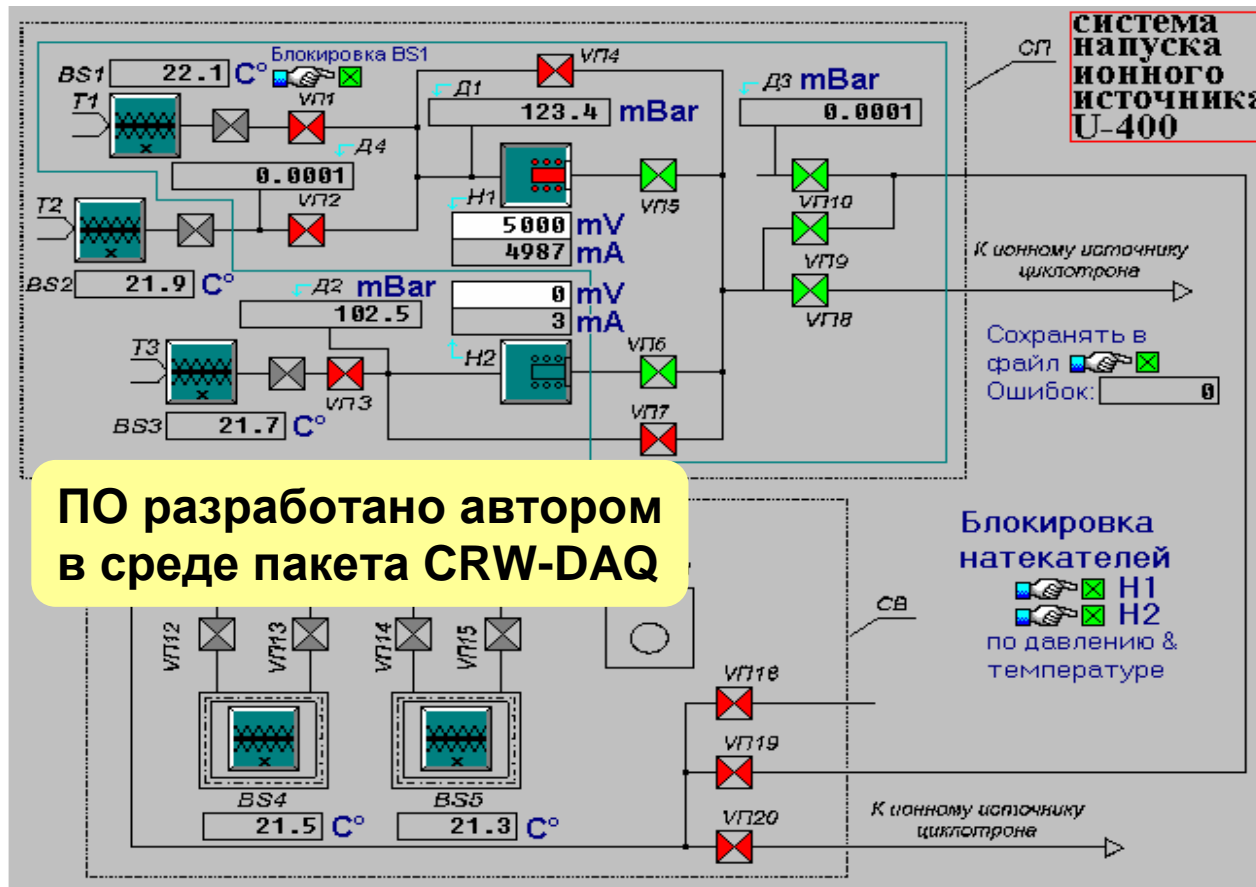 система
напуска
ионного
источника
U-400
СП
Блокировка BS1
BS1 22.1 C°
T1
VП1
VП4
Д1
123.4 mBar
Д3 mBar
0.0001
Д4
0.0001
T2
VП2
H1
VП5
VП10
5000 mV
4987 mA
BS2 21.9 C°
VП9
К ионному источнику
циклотрона
Д2 mBar
102.5
0 mV
3 mA
VП8
T3
VП3
H2
VП6
Сохранять в
файл
Ошибок: 0
BS3 21.7 C°
VП7
ПО разработано автором
в среде пакета CRW-DAQ
Блокировка
натекателей
H1
H2
по давлению &
температуре
СВ
VП12
VП13
VП14
VП15
VП18
VП19
BS4
BS5
21.5 C°
21.3 C°
VП20
К ионному источнику
циклотрона